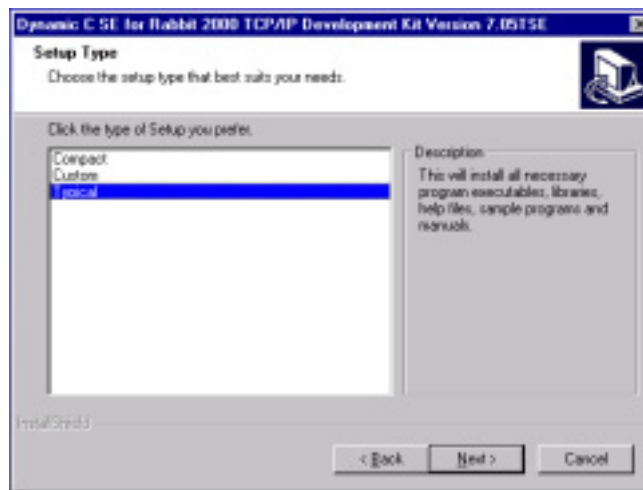 Dynamic C SE for Rabbit 2000 TCP/IP Development Kit Version 7.05TSE
Setup Type
Choose the setup type that best suits your needs.
Click the type of Setup you prefer.
Compact
Custom
Typical
Description
This will install all necessary
program executables, libraries,
help files, sample programs and
manuals.
InstallShield
< Back
Next >
Cancel